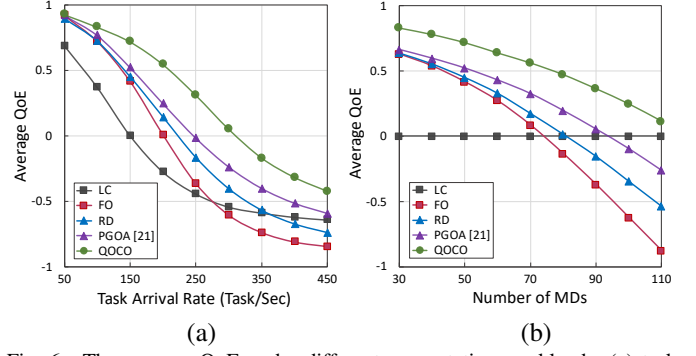 1
0.5
0
-0.5
-1
Average QoE
LC
FO
RD
PGOA [21]
QOCO
50 150 250 350 450
Task Arrival Rate (Task/Sec)
(a)
1
0.5
0
-0.5
-1
Average QoE
LC
FO
RD
PGOA [21]
QOCO
30 50 70 90 110
Number of MDs
(b)